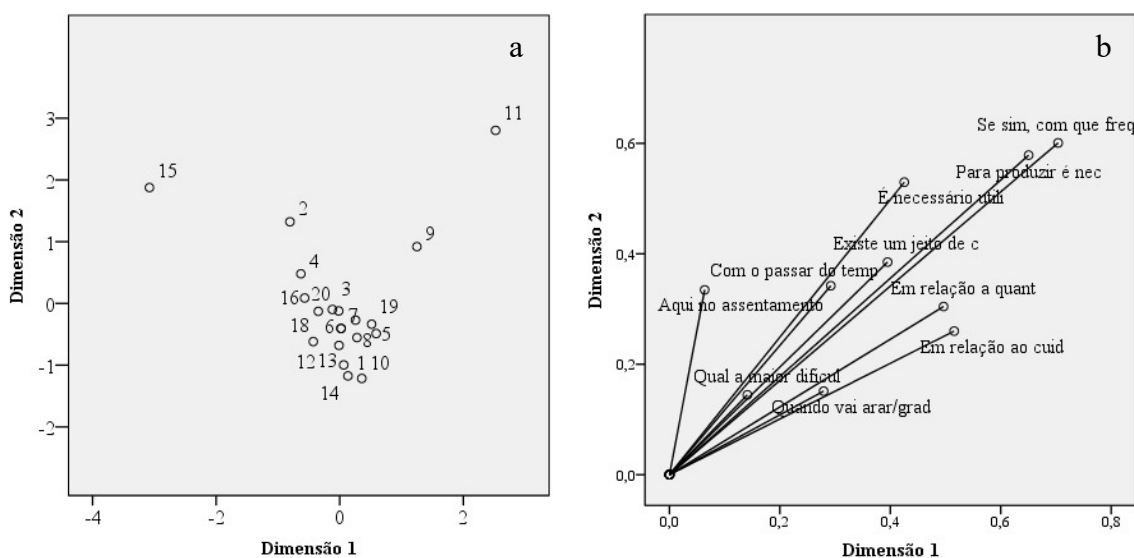 a
3
2
1
0
-1
-2
-4
-2
0
2
Dimensão 2
Dimensão 1
11
15
2
9
4
16
20
3
19
18
6
7
5
8
12
13
1
10
14
b
0,6
0,4
0,2
0,0
0,0
0,2
0,4
0,6
0,8
Dimensão 2
Dimensão 1
Se sim, com que freq
Para produzir é nec
É necessário utili
Existe um jeito de c
Com o passar do temp
Aqui no assentamento
Em relação a quant
Em relação ao cuid
Qual a maior dificul
Quando vai arar/grad